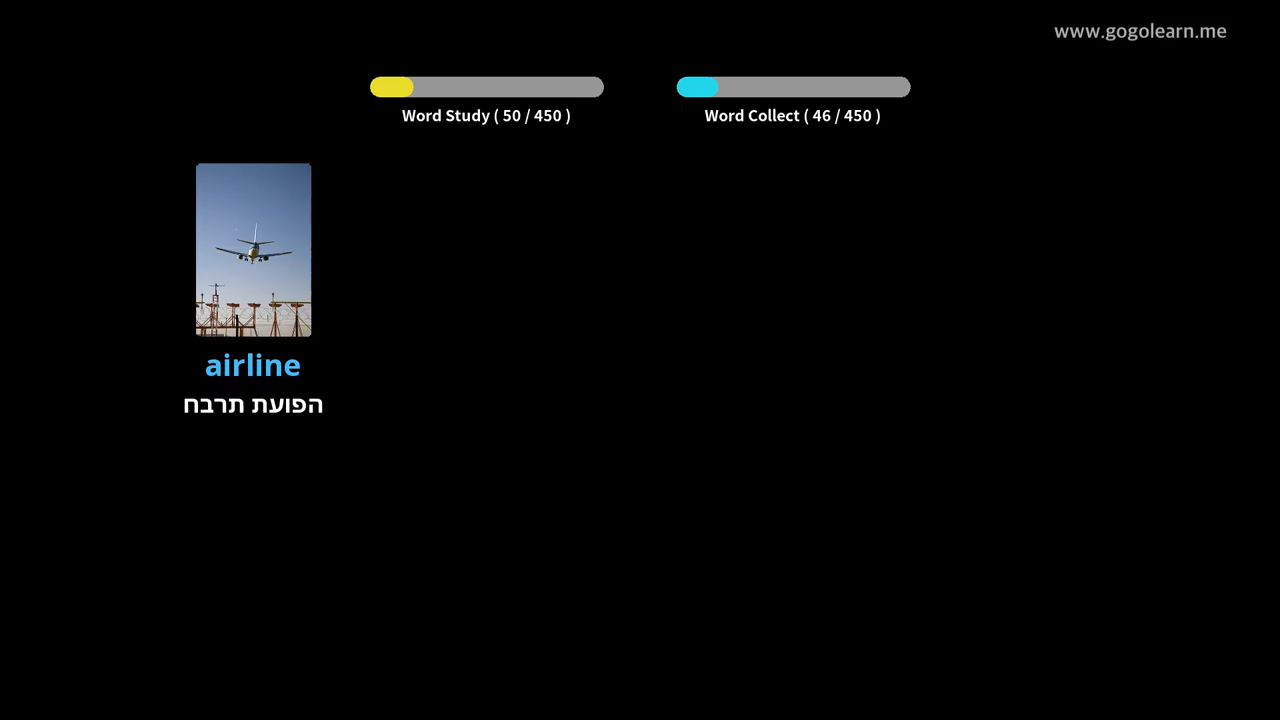 www.gogolearn.me
Word Study ( 50 / 450 )
Word Collect ( 46 / 450 )
airline
הפועת תרבח